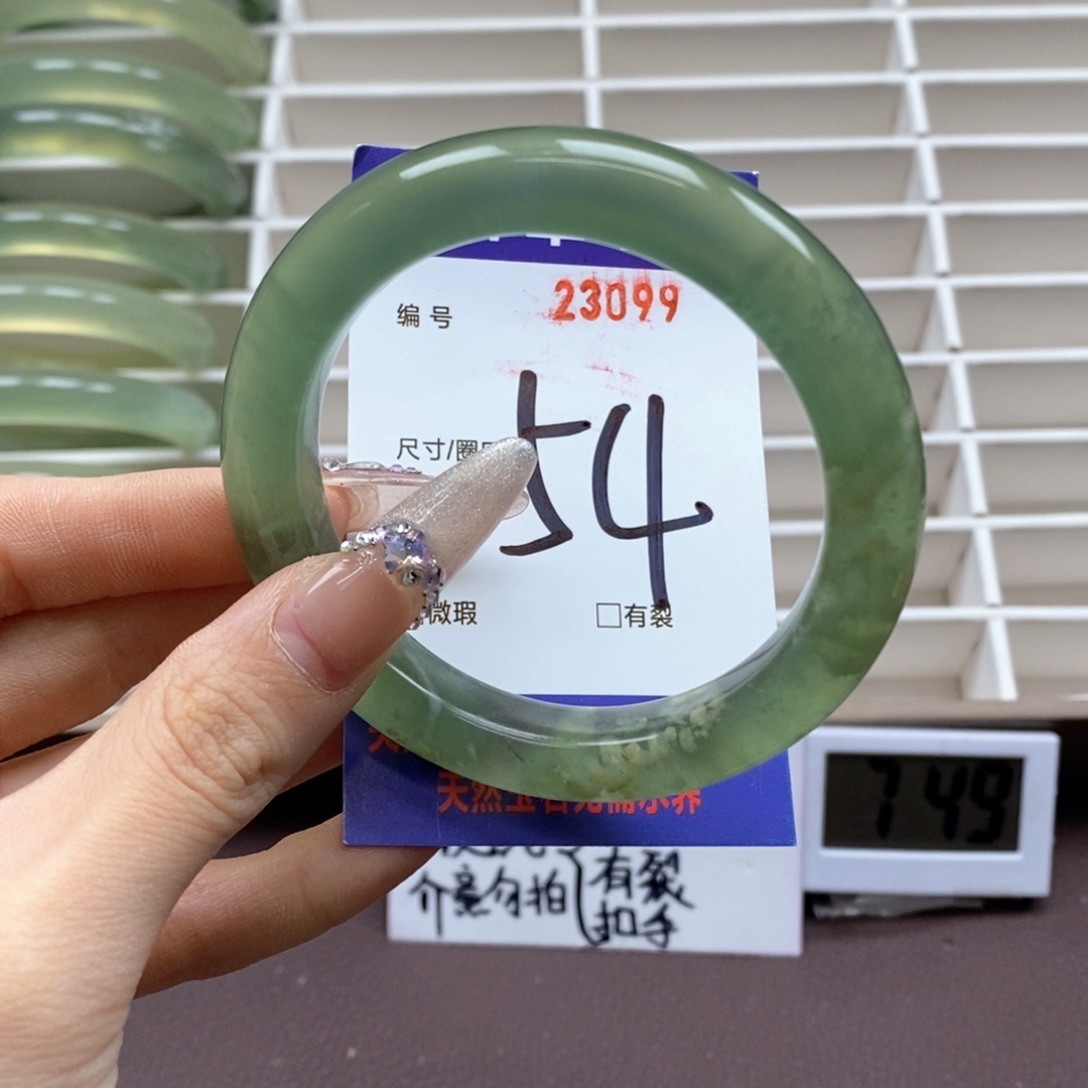 编号 23099
尺寸/圈
54
微瑕 □有裂
天然玉石无需水养
介意勿拍 有裂
扣手
7 49